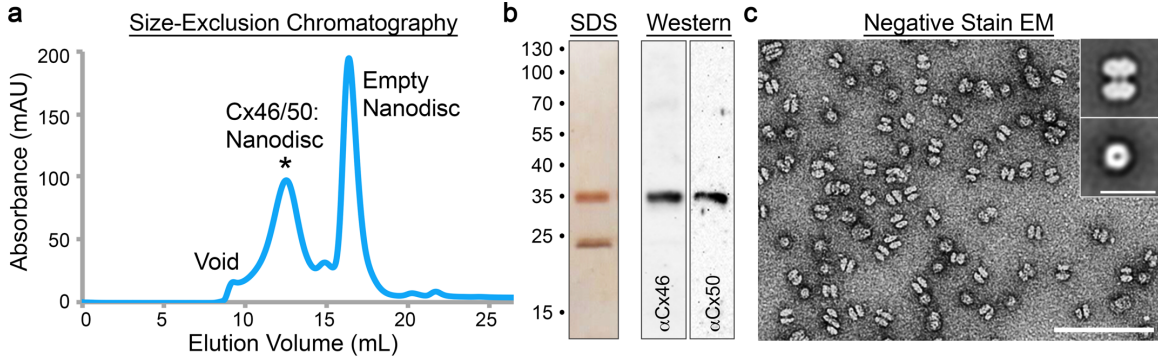 a
Size-Exclusion Chromatography
Absorbance (mAU)
200
150
100
50
0
Void
Cx46/50:
Nanodisc
*
Empty
Nanodisc
0
5
10
15
20
25
Elution Volume (mL)
b
SDS
Western
130
100
70
55
40
35
25
15
αCx46
αCx50
c
Negative Stain EM